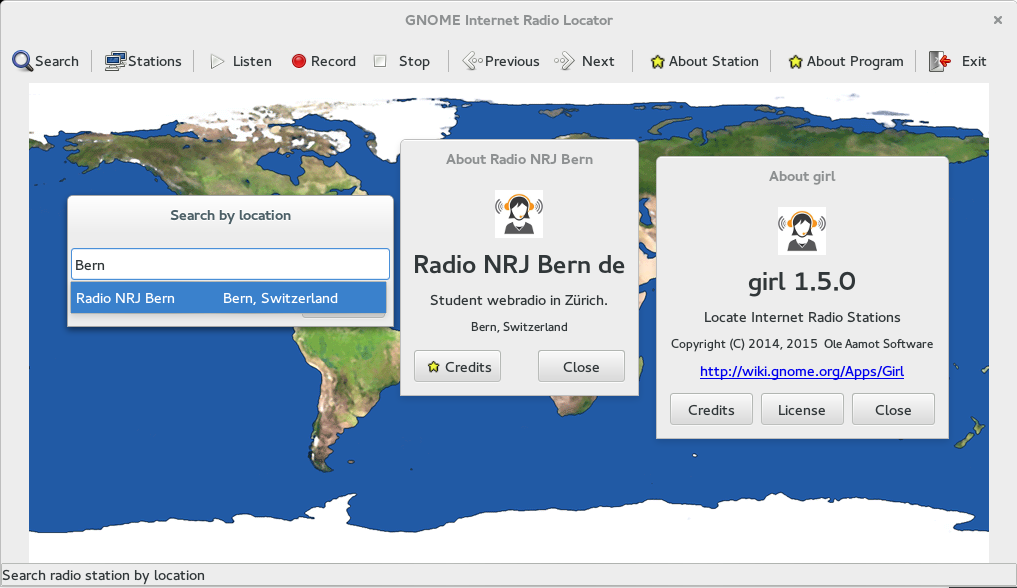 GNOME Internet Radio Locator
Search Stations Listen Record Stop Previous Next About Station About Program Exit
Search by location
Bern
Radio NRJ Bern Bern, Switzerland
About Radio NRJ Bern
Radio NRJ Bern de
Student webradio in Zürich.
Bern, Switzerland
Credits Close
About girl
girl 1.5.0
Locate Internet Radio Stations
Copyright (C) 2014, 2015 Ole Aamot Software
http://wiki.gnome.org/Apps/Girl
Credits License Close
Search radio station by location